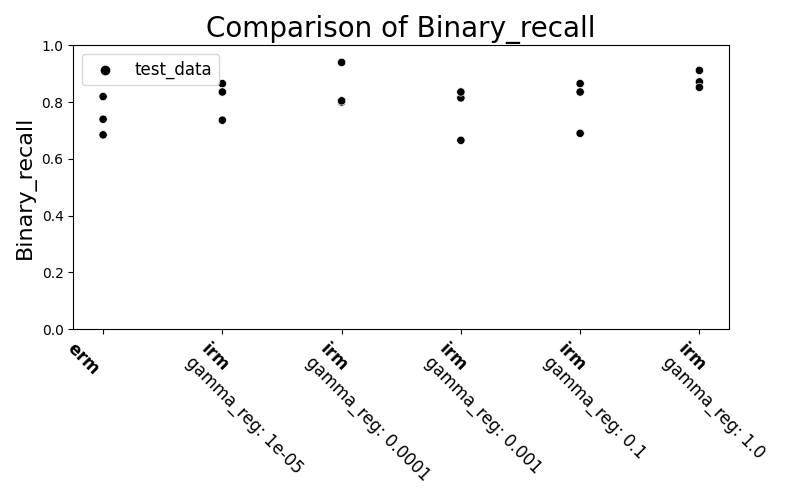 Comparison of Binary_recall
test_data
Binary_recall
1.0
0.8
0.6
0.4
0.2
0.0
erm
irm
gamma_reg: 1e-05
irm
gamma_reg: 0.0001
irm
gamma_reg: 0.001
irm
gamma_reg: 0.1
irm
gamma_reg: 1.0